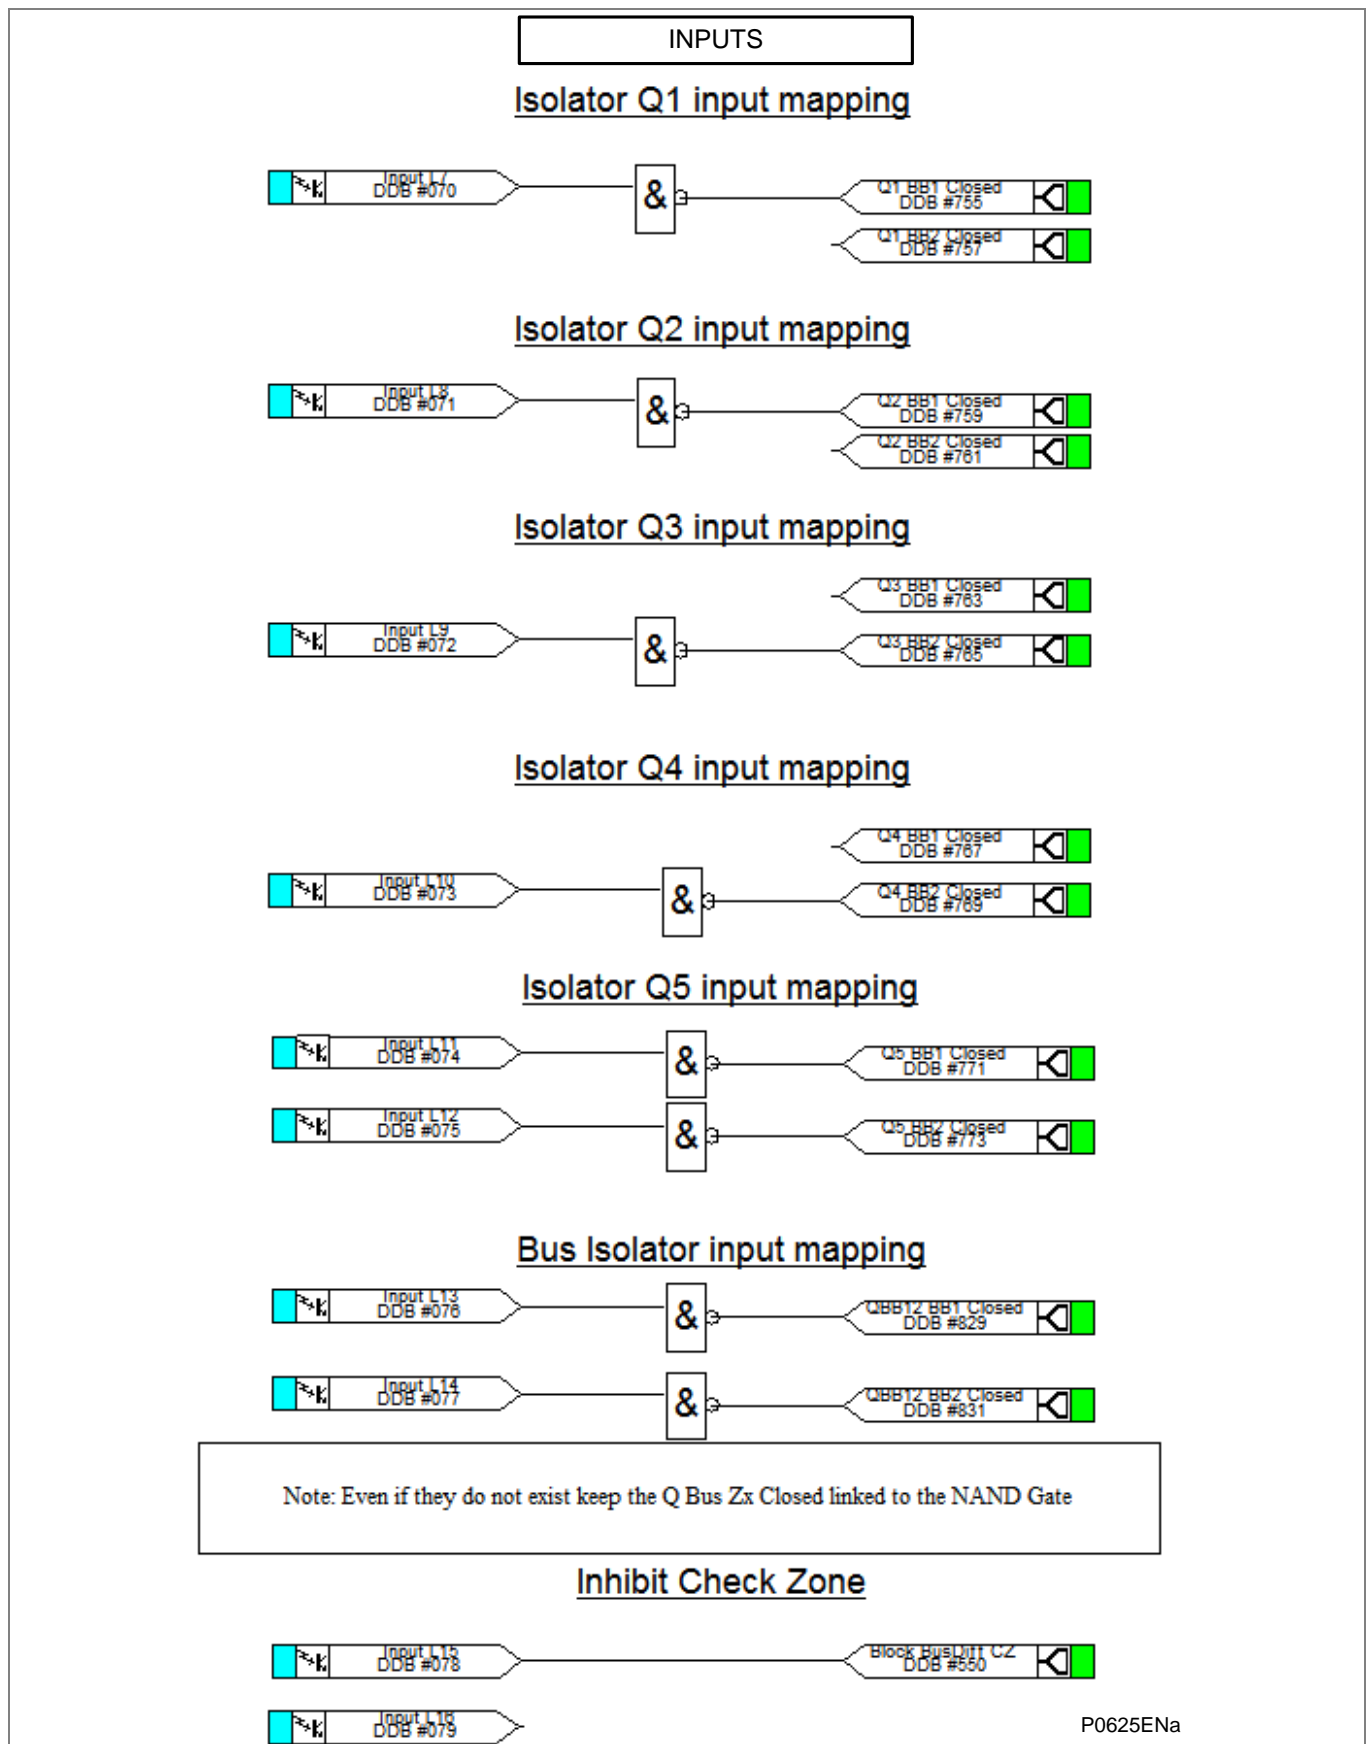 INPUTS
Isolator Q1 input mapping
Input L7
DDB #070
&
Q1 BB1 Closed
DDB #755
Q1 BB2 Closed
DDB #757
Isolator Q2 input mapping
Input L8
DDB #071
&
Q2 BB1 Closed
DDB #759
Q2 BB2 Closed
DDB #761
Isolator Q3 input mapping
Q3 BB1 Closed
DDB #763
Input L9
DDB #072
&
Q3 BB2 Closed
DDB #765
Isolator Q4 input mapping
Q4 BB1 Closed
DDB #767
Input L10
DDB #073
&
Q4 BB2 Closed
DDB #769
Isolator Q5 input mapping
Input L11
DDB #074
&
Q5 BB1 Closed
DDB #771
Input L12
DDB #075
&
Q5 BB2 Closed
DDB #773
Bus Isolator input mapping
Input L13
DDB #076
&
QBB12 BB1 Closed
DDB #829
Input L14
DDB #077
&
QBB12 BB2 Closed
DDB #831
Note: Even if they do not exist keep the Q Bus Zx Closed linked to the NAND Gate
Inhibit Check Zone
Input L15
DDB #078
Block BusDiff CZ
DDB #550
Input L16
DDB #079
P0625ENa